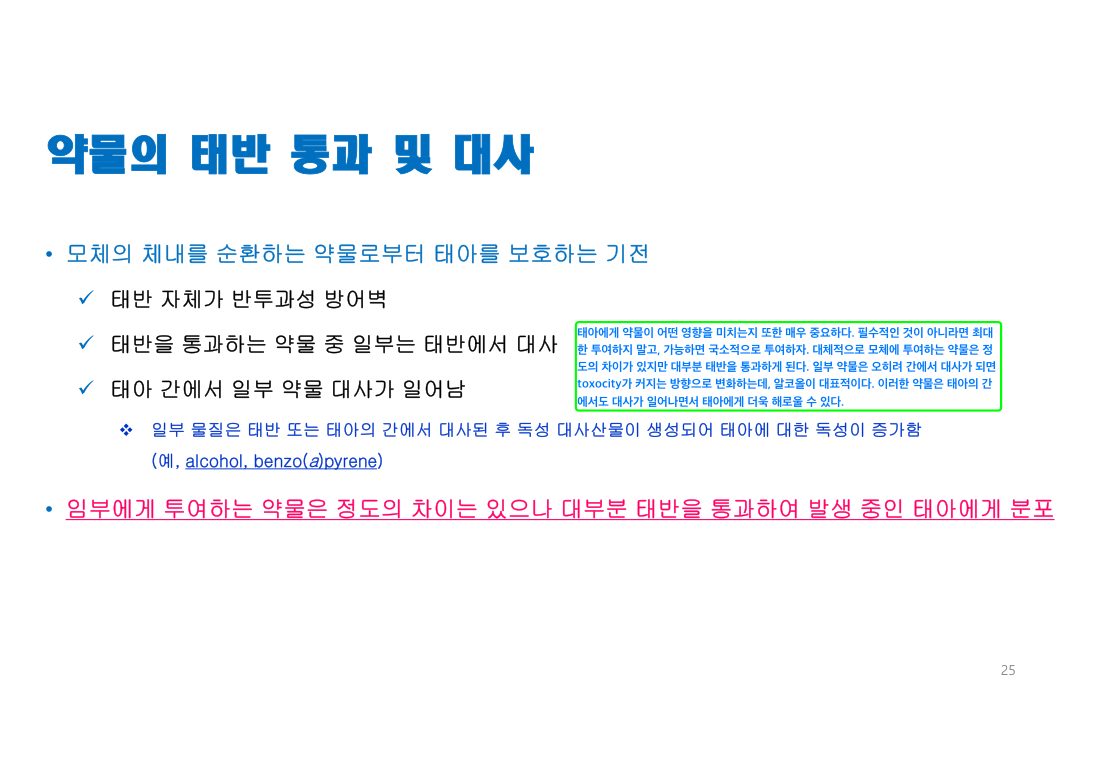 약물의 태반 통과 및 대사
• 모체의 체내를 순환하는 약물로부터 태아를 보호하는 기전
✓ 태반 자체가 반투과성 방어벽
✓ 태반을 통과하는 약물 중 일부는 태반에서 대사
✓ 태아 간에서 일부 약물 대사가 일어남
태아에게 약물이 어떤 영향을 미치는지 또한 매우 중요하다. 필수적인 것이 아니라면 최대
한 투여하지 말고, 가능하면 국소적으로 투여하자. 대체적으로 모체에 투여하는 약물은 정
도의 차이가 있지만 대부분 태반을 통과하게 된다. 일부 약물은 오히려 간에서 대사가 되면
toxocity가 커지는 방향으로 변화하는데, 알코올이 대표적이다. 이러한 약물은 태아의 간
에서도 대사가 일어나면서 태아에게 더욱 해로울 수 있다.
❖ 일부 물질은 태반 또는 태아의 간에서 대사된 후 독성 대사산물이 생성되어 태아에 대한 독성이 증가함
(예, alcohol, benzo(a)pyrene)
• 임부에게 투여하는 약물은 정도의 차이는 있으나 대부분 태반을 통과하여 발생 중인 태아에게 분포
25